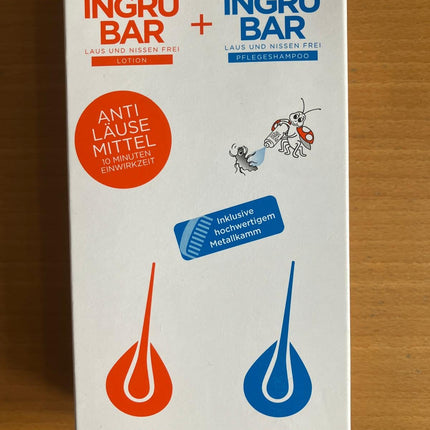 INGRU
BAR
LAUS UND NISSEN FREI
LOTION
+
INGRU
BAR
LAUS UND NISSEN FREI
PFLEGESHAMPOO
ANTI
LÄUSE
MITTEL
10 MINUTEN
EINWIRKZEIT
Inklusive
hochwertigem
Metallkamm